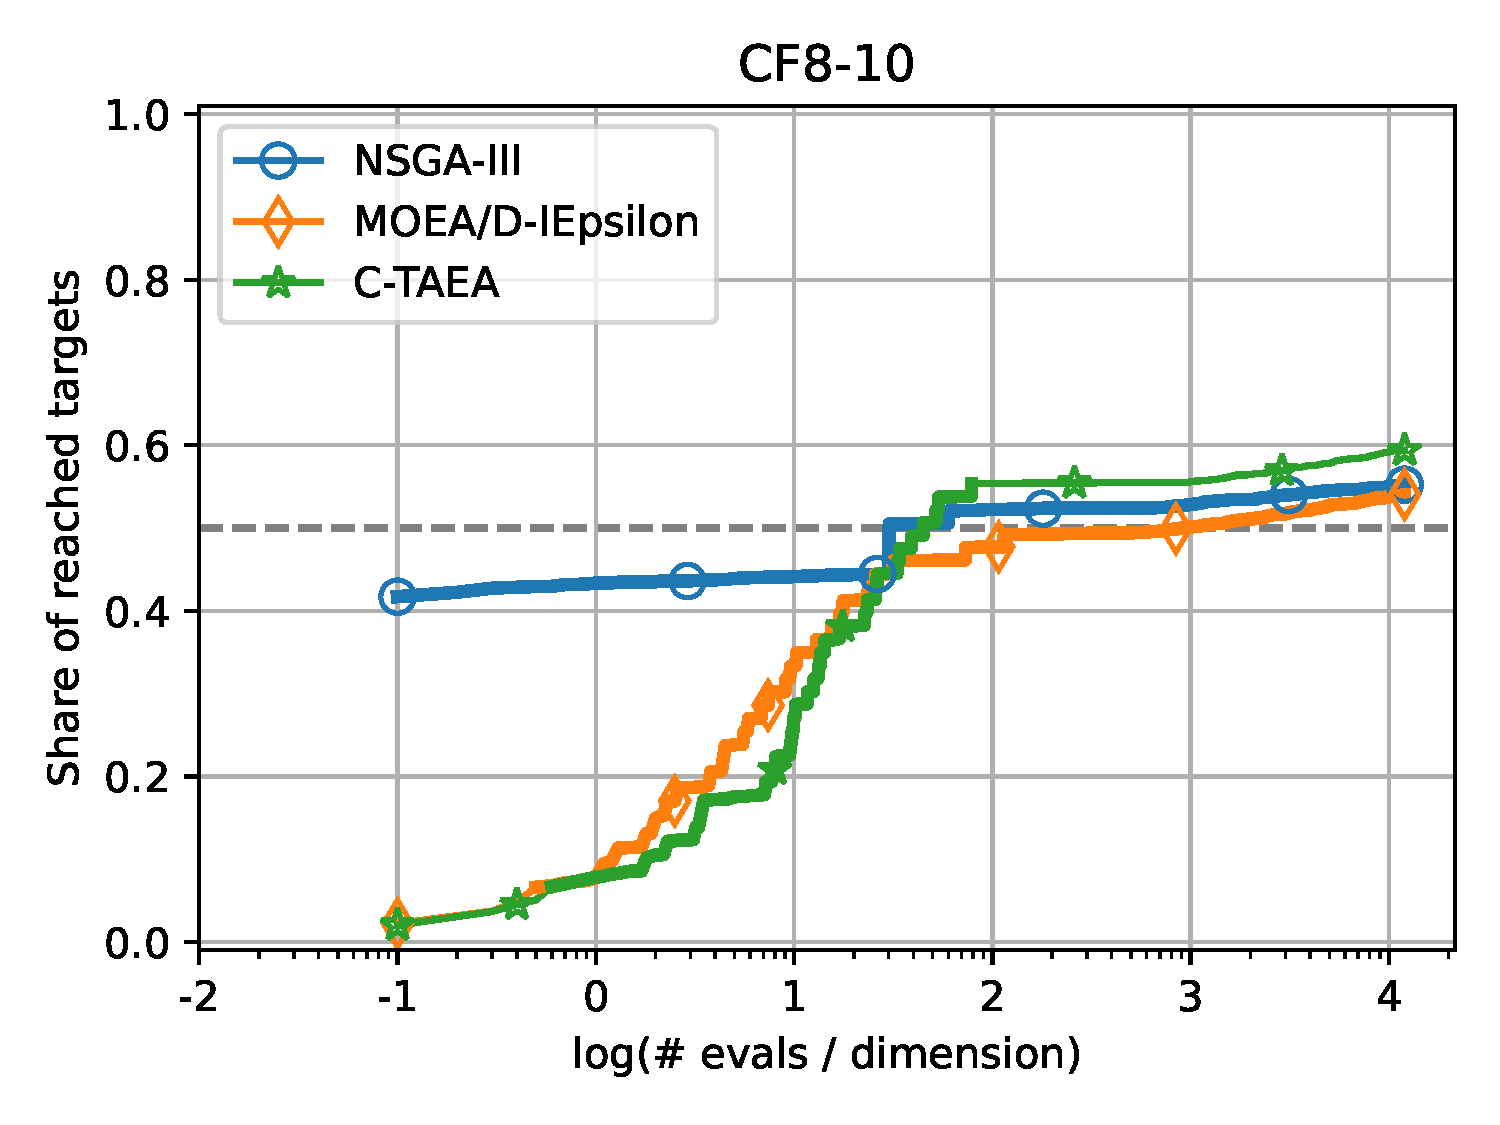 CF8-10
1.0
0.8
0.6
0.4
0.2
0.0
Share of reached targets
NSGA-III
MOEA/D-IEpsilon
C-TAEA
-2 -1 0 1 2 3 4
log(# evals / dimension)